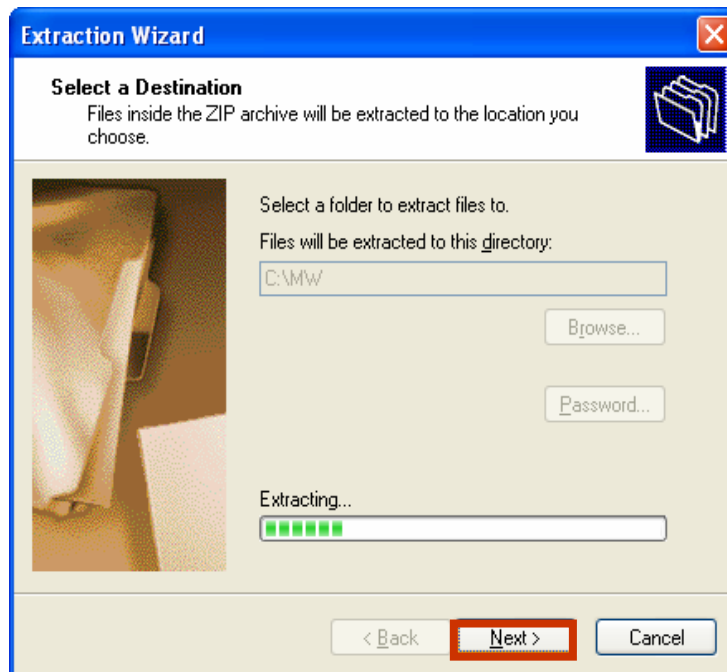 Extraction Wizard
Select a Destination
Files inside the ZIP archive will be extracted to the location you
choose.
Select a folder to extract files to.
Files will be extracted to this directory:
C:\MW
Browse...
Password...
Extracting...
< Back
Next >
Cancel